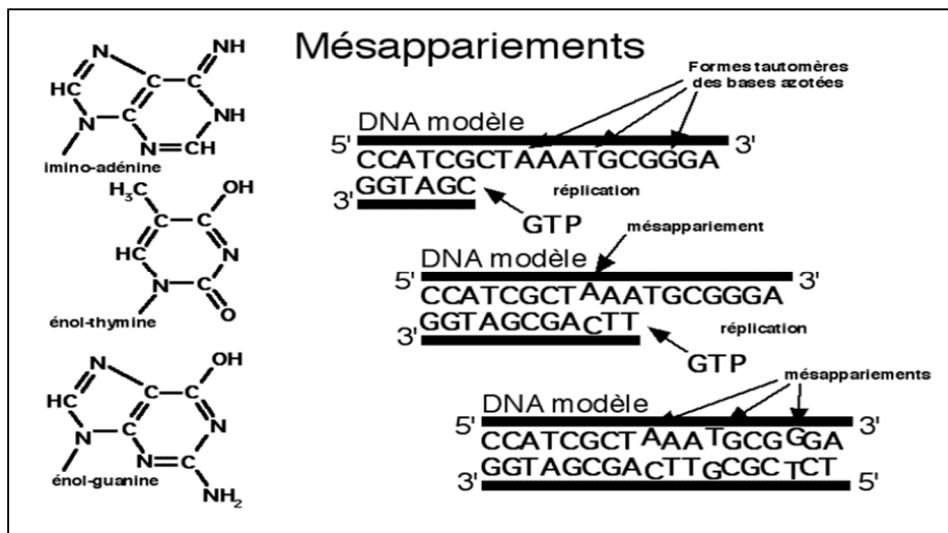 Mésappariements
N
NH
C
C
HC
NH
N
C
N=CH
imino-adénine
H3C
OH
C
C
HC
N
N
C
O
énol-thymine
OH
N
C
C
HC
N
N
C
N
C
NH2
énol-guanine
Formes tautomères
des bases azotées
DNA modèle
5' 3'
CCATCGCTAAATGCGGGA
GGTAGC
réplication
3'
GTP
mésappariement
DNA modèle
5' 3'
CCATCGCTAAATGCGGGA
GGTAGCGACTT
réplication
3'
GTP
mésappariements
DNA modèle
5' 3'
CCATCGCTAAATGCGGGA
GGTAGCGACTTGCGCTCT
3' 5'